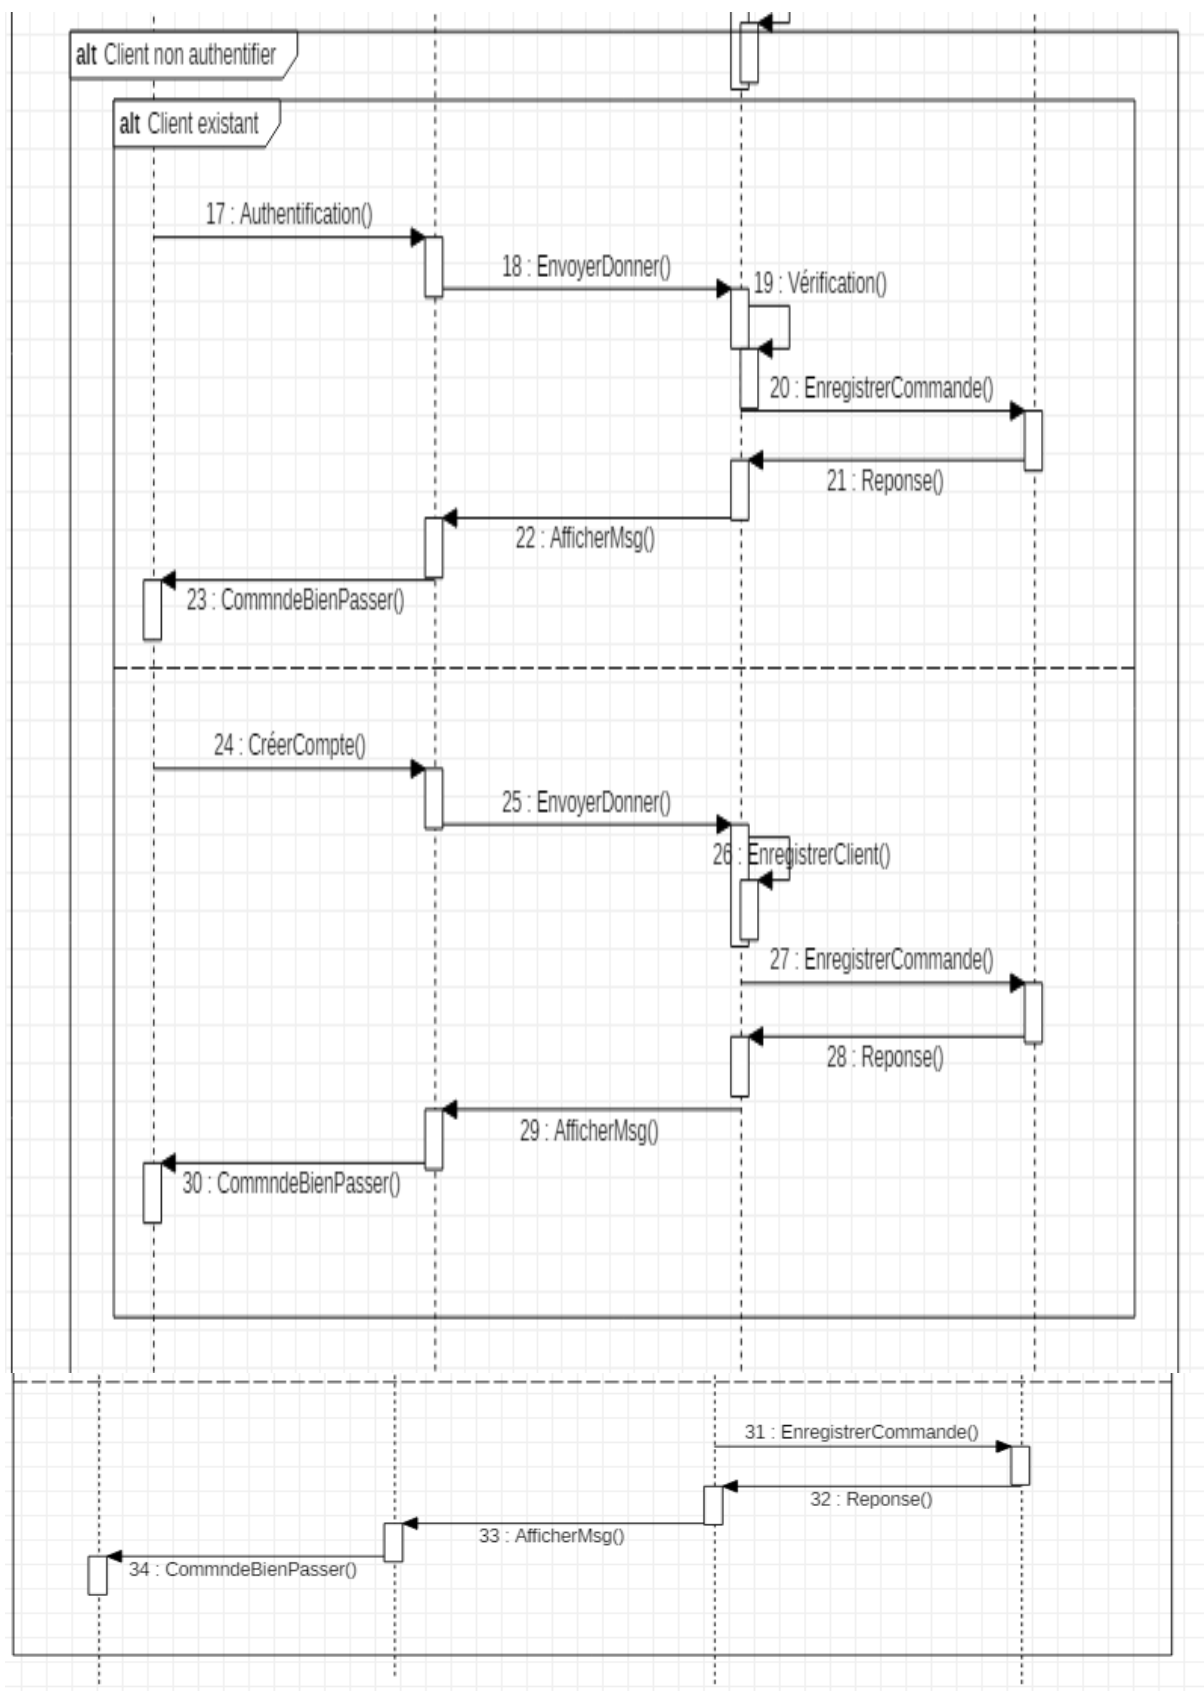 alt Client non authentifier
alt Client existant
17 : Authentification()
18 : EnvoyerDonner()
19 : Vérification()
20 : EnregistrerCommande()
21 : Reponse()
22 : AfficherMsg()
23 : CommndeBienPasser()
24 : CréerCompte()
25 : EnvoyerDonner()
26 : EnregistrerClient()
27 : EnregistrerCommande()
28 : Reponse()
29 : AfficherMsg()
30 : CommndeBienPasser()
31 : EnregistrerCommande()
32 : Reponse()
33 : AfficherMsg()
34 : CommndeBienPasser()